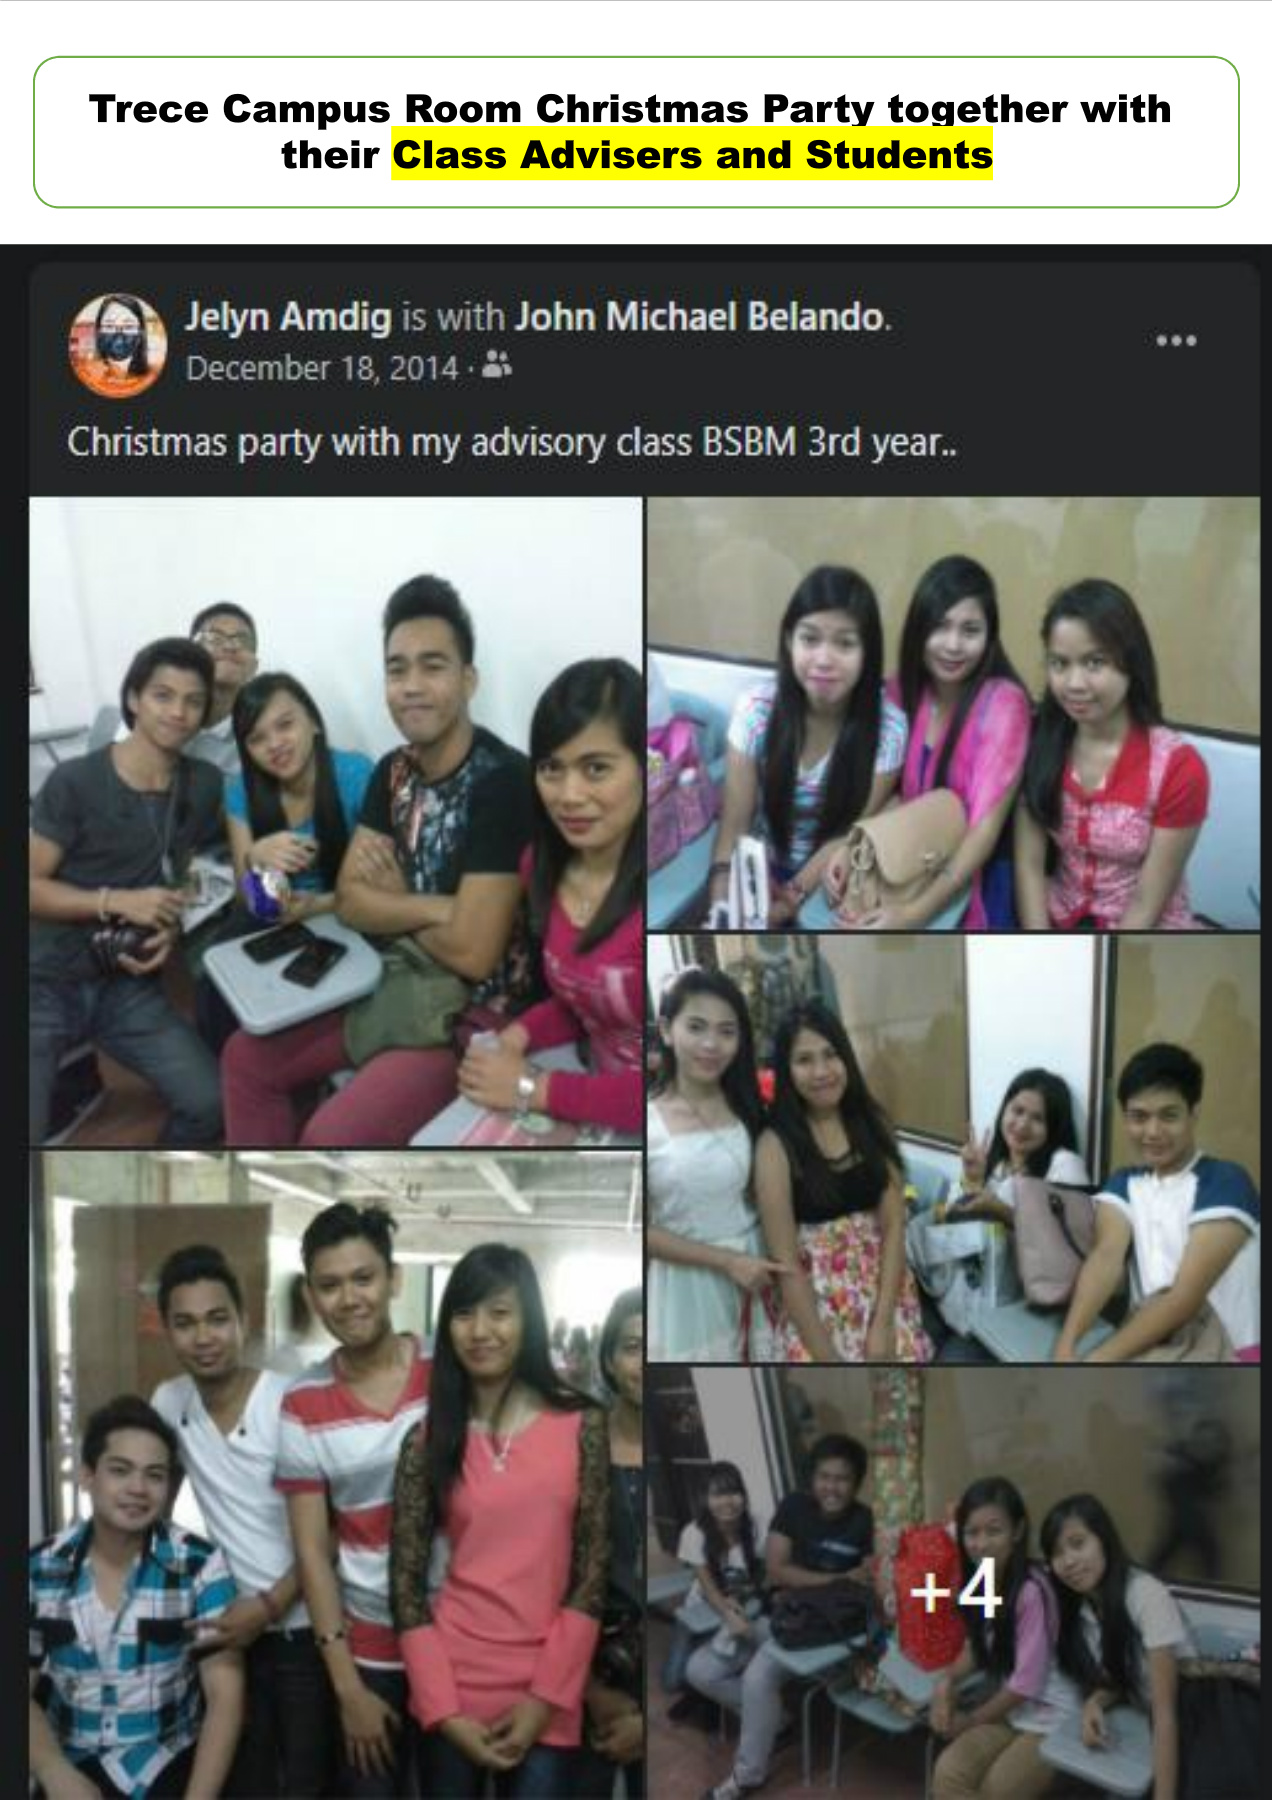 Trece Campus Room Christmas Party together with
their Class Advisers and Students
Jelyn Amdig is with John Michael Belando.
December 18, 2014 ·
Christmas party with my advisory class BSBM 3rd year..
+4